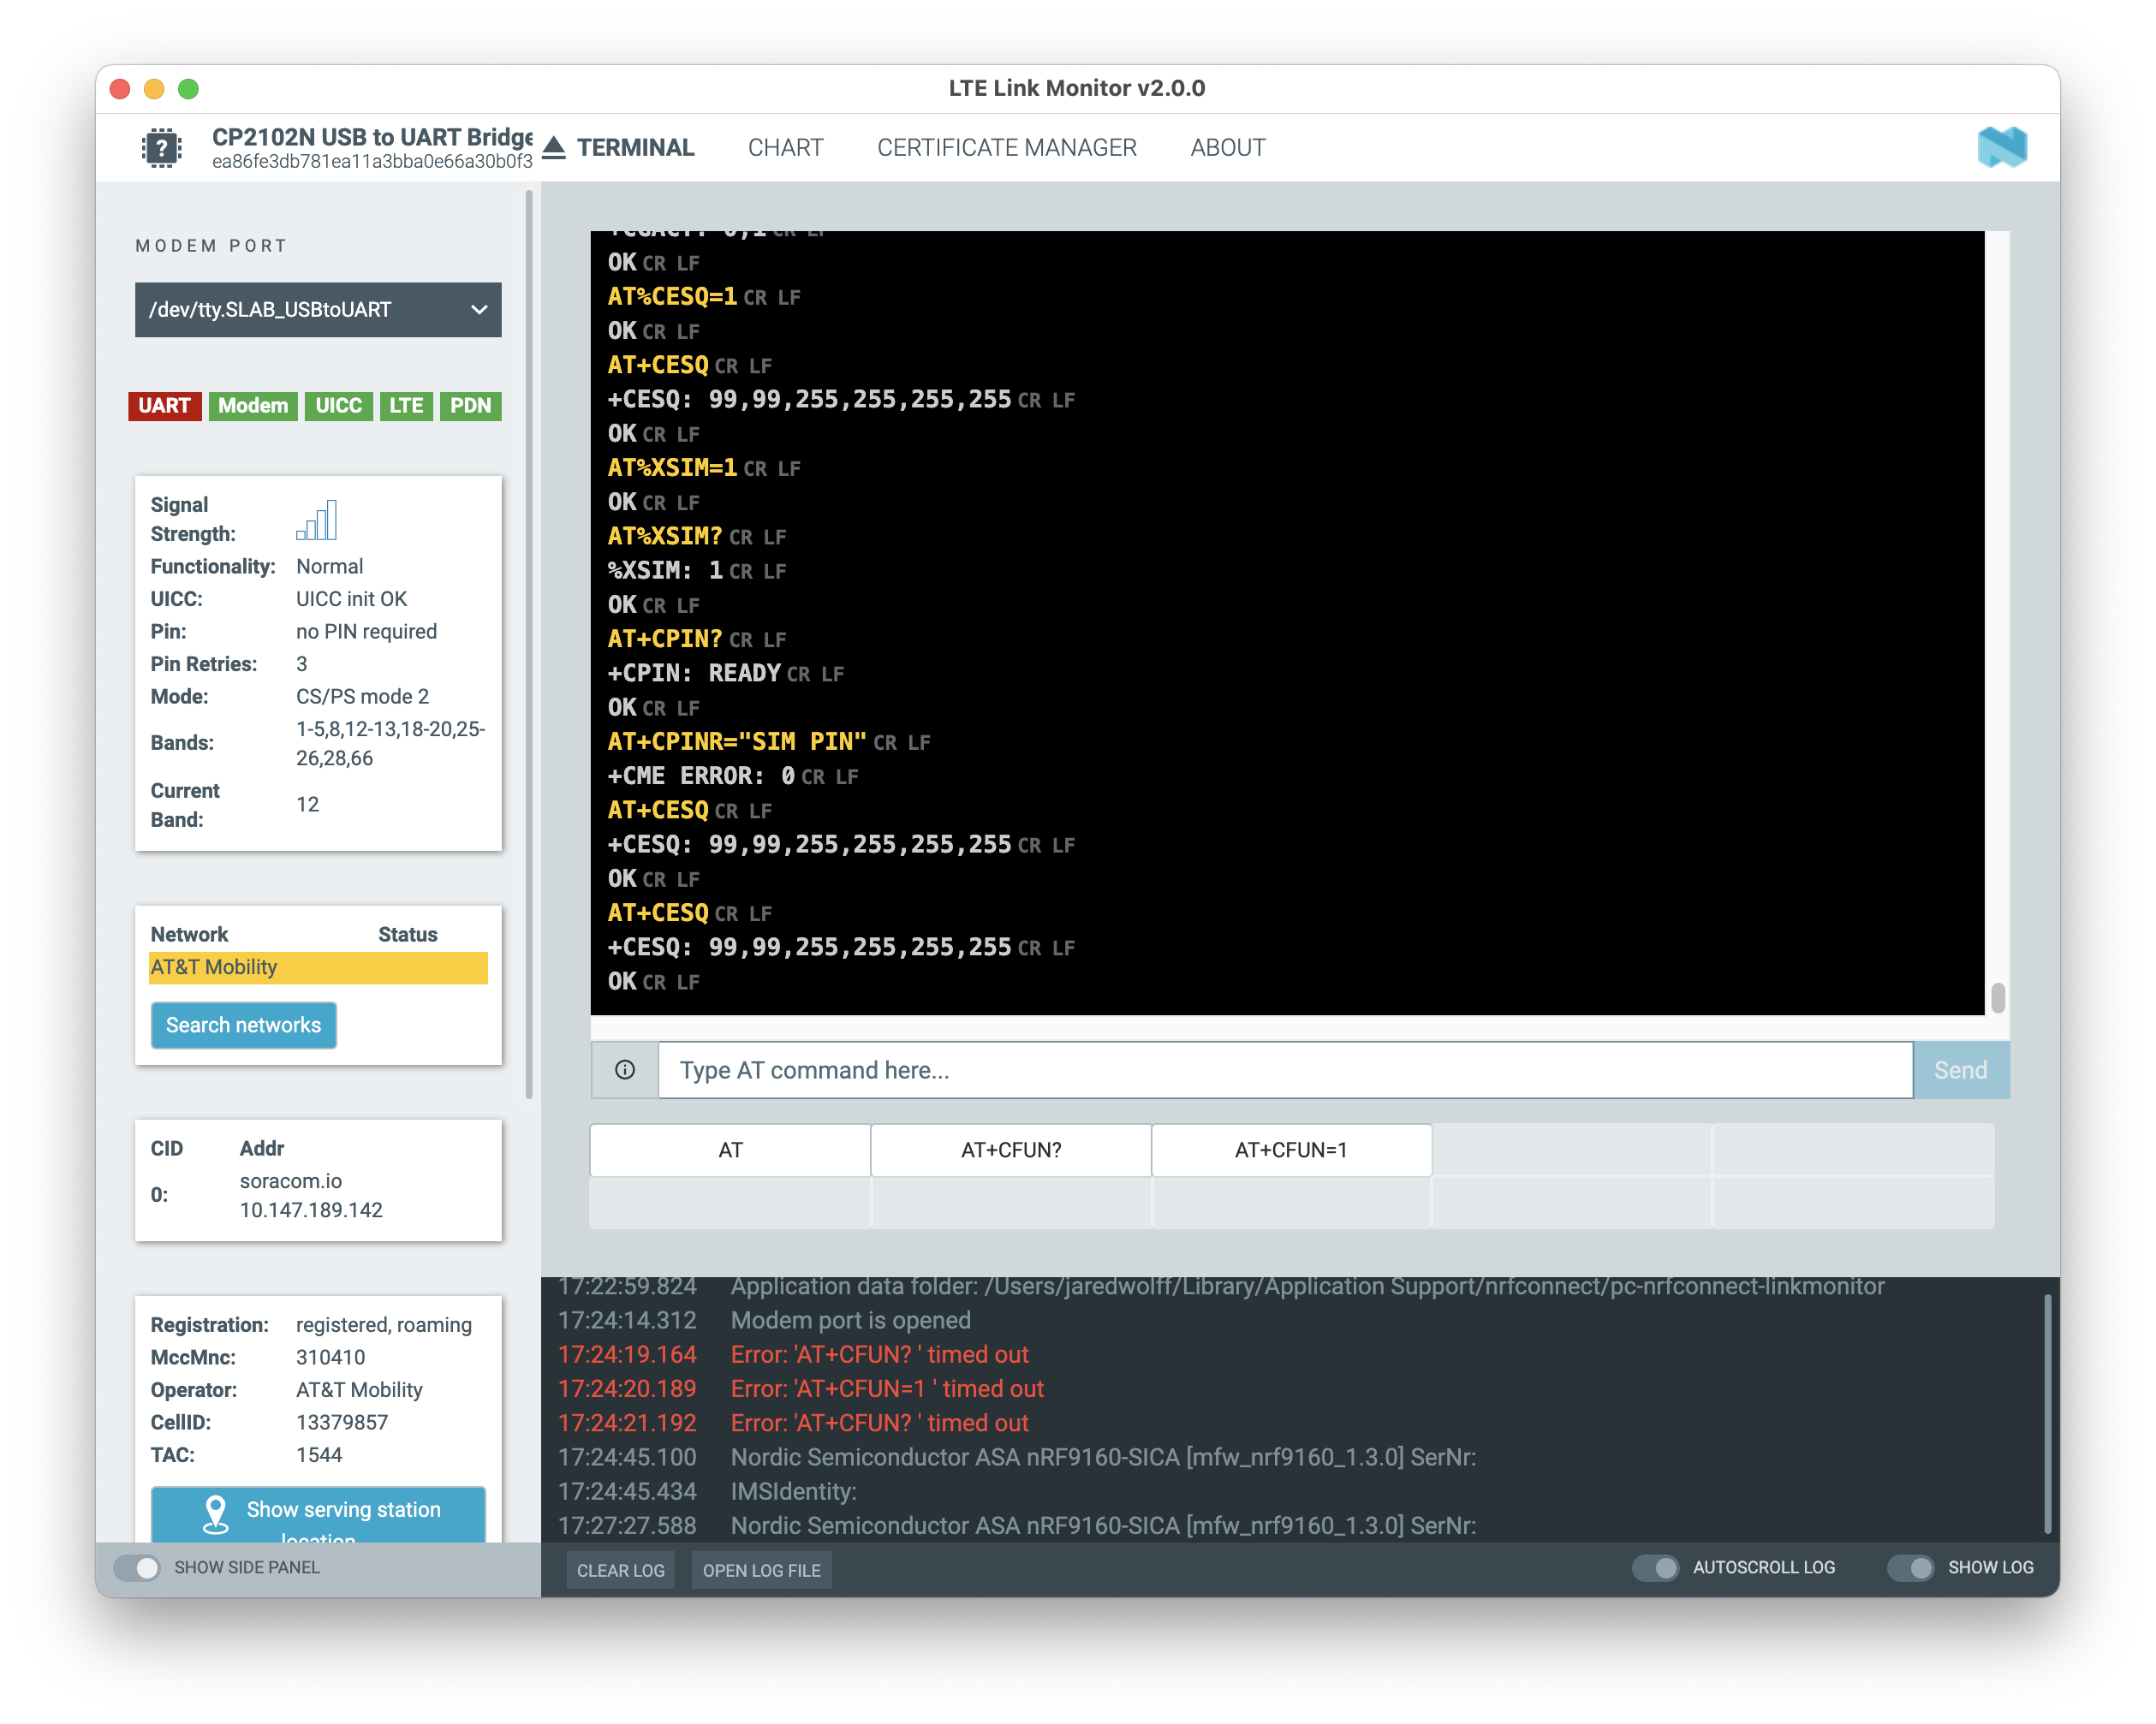 LTE Link Monitor v2.0.0
CP2102N USB to UART Bridge
ea86fe3db781ea11a3bba0e66a30b0f3
TERMINAL
CHART
CERTIFICATE MANAGER
ABOUT
MODEM PORT
/dev/tty.SLAB_USBtoUART
UART Modem UICC LTE PDN
Signal Strength:
Functionality: Normal
UICC: UICC init OK
Pin: no PIN required
Pin Retries: 3
Mode: CS/PS mode 2
Bands: 1-5,8,12-13,18-20,25-
26,28,66
Current Band: 12
Network Status
AT&T Mobility
Search networks
CID Addr
0: soracom.io
10.147.189.142
Registration: registered, roaming
MccMnc: 310410
Operator: AT&T Mobility
CellID: 13379857
TAC: 1544
Show serving station
location
SHOW SIDE PANEL
+CGACT: 0,1 CR LF
OK CR LF
AT%CESQ=1 CR LF
OK CR LF
AT+CESQ CR LF
+CESQ: 99,99,255,255,255,255 CR LF
OK CR LF
AT%XSIM=1 CR LF
OK CR LF
AT%XSIM? CR LF
%XSIM: 1 CR LF
OK CR LF
AT+CPIN? CR LF
+CPIN: READY CR LF
OK CR LF
AT+CPINR="SIM PIN" CR LF
+CME ERROR: 0 CR LF
AT+CESQ CR LF
+CESQ: 99,99,255,255,255,255 CR LF
OK CR LF
AT+CESQ CR LF
+CESQ: 99,99,255,255,255,255 CR LF
OK CR LF
Type AT command here...
Send
AT
AT+CFUN?
AT+CFUN=1
17:22:59.824 Application data folder: /Users/jaredwolff/Library/Application Support/nrfconnect/pc-nrfconnect-linkmonitor
17:24:14.312 Modem port is opened
17:24:19.164 Error: 'AT+CFUN? ' timed out
17:24:20.189 Error: 'AT+CFUN=1 ' timed out
17:24:21.192 Error: 'AT+CFUN? ' timed out
17:24:45.100 Nordic Semiconductor ASA nRF9160-SICA [mfw_nrf9160_1.3.0] SerNr:
17:24:45.434 IMSIdentity:
17:27:27.588 Nordic Semiconductor ASA nRF9160-SICA [mfw_nrf9160_1.3.0] SerNr:
CLEAR LOG
OPEN LOG FILE
AUTOSCROLL LOG
SHOW LOG